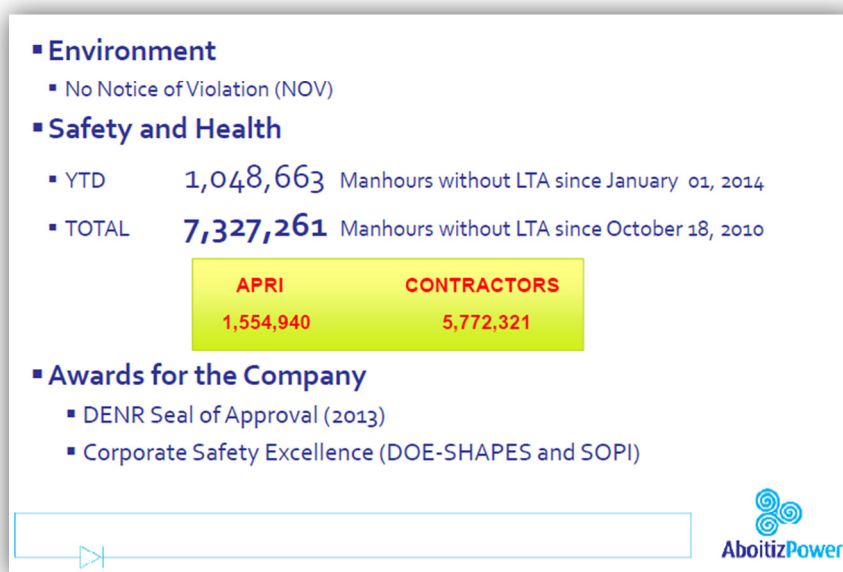 ▪ Environment
▪ No Notice of Violation (NOV)
▪ Safety and Health
▪ YTD 1,048,663 Manhours without LTA since January 01, 2014
▪ TOTAL 7,327,261 Manhours without LTA since October 18, 2010
APRI CONTRACTORS
1,554,940 5,772,321
▪ Awards for the Company
▪ DENR Seal of Approval (2013)
▪ Corporate Safety Excellence (DOE-SHAPES and SOPI)
AboitizPower